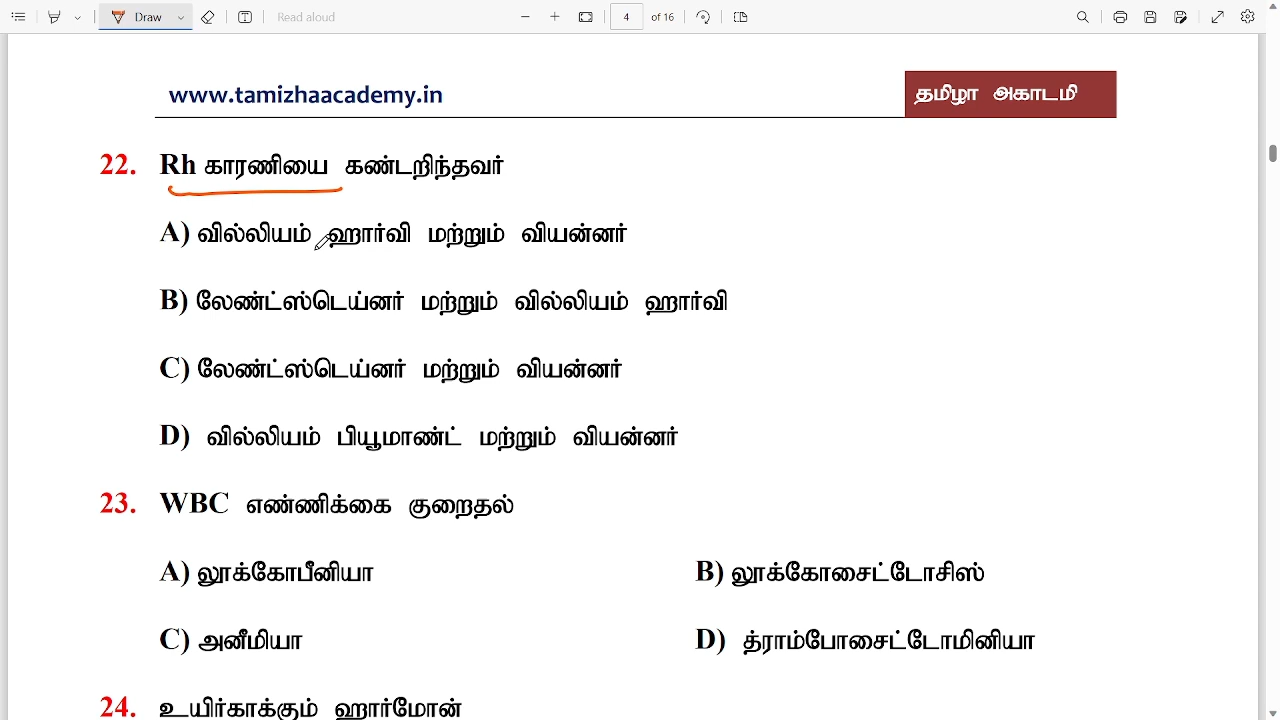 Draw
Read aloud
4 of 16
www.tamizhaacademy.in
தமிழா அகாடமி
22. Rh காரணியை கண்டறிந்தவர்
A) வில்லியம் ஹார்வி மற்றும் வியன்னர்
B) லேண்ட்ஸ்டெய்னர் மற்றும் வில்லியம் ஹார்வி
C) லேண்ட்ஸ்டெய்னர் மற்றும் வியன்னர்
D) வில்லியம் பியூமாண்ட் மற்றும் வியன்னர்
23. WBC எண்ணிக்கை குறைதல்
A) லூக்கோபீனியா
B) லூக்கோசைட்டோசிஸ்
C) அனீமியா
D) த்ராம்போசைட்டோமினியா
24. உயிர்காக்கும் ஹார்மோன்